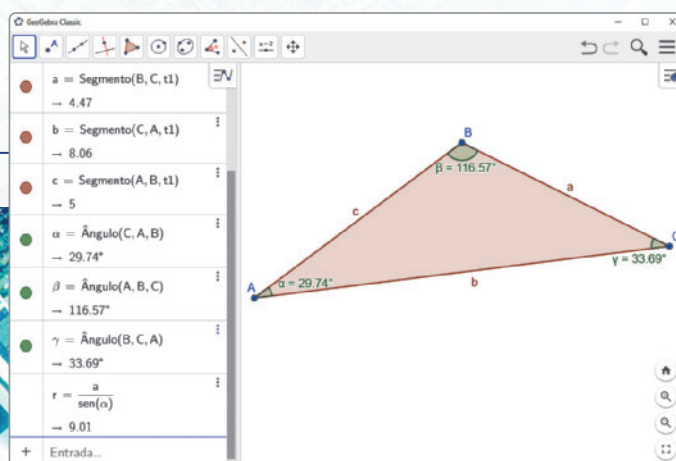 GeoGebra Classic
a = Segmento(B, C, t1)
→ 4.47
b = Segmento(C, A, t1)
→ 8.06
c = Segmento(A, B, t1)
→ 5
α = Ângulo(C, A, B)
→ 29.74°
β = Ângulo(A, B, C)
→ 116.57°
γ = Ângulo(B, C, A)
→ 33.69°
r = a
sen(α)
→ 9.01
+ Entrada...
A
a=2
B
β = 116.57°
c
a
C
γ = 33.69°
A
α = 29.74°
b